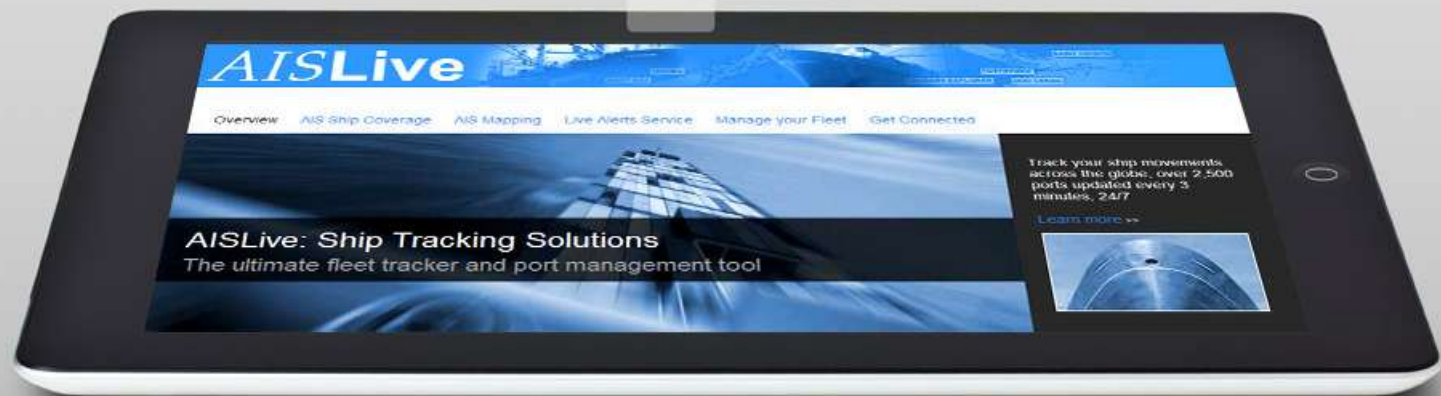 AISLive
Overview AIS Ship Coverage AIS Mapping Live Alerts Service Manage your Fleet Get Connected
AISLive: Ship Tracking Solutions
The ultimate fleet tracker and port management tool
Track your ship movements
across the globe, over 2,500
ports updated every 3
minutes, 24/7
Learn more >>